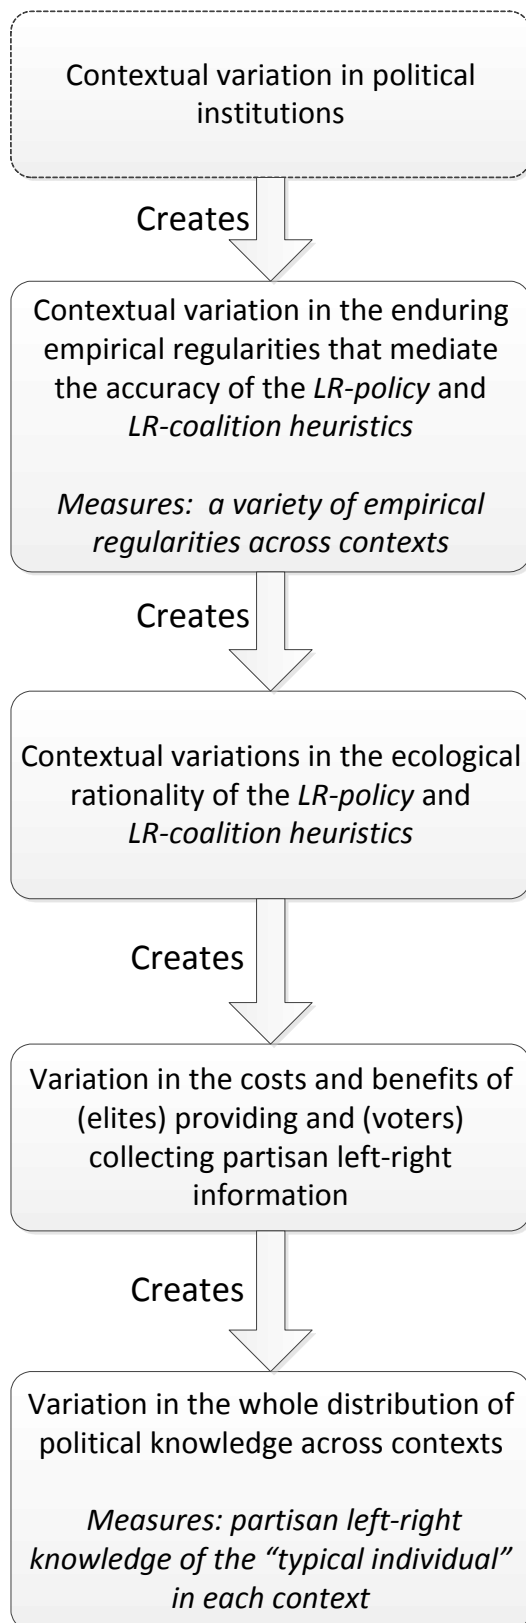 Contextual variation in political
institutions
Creates
Contextual variation in the enduring
empirical regularities that mediate
the accuracy of the LR-policy and
LR-coalition heuristics
Measures: a variety of empirical
regularities across contexts
Creates
Contextual variations in the ecological
rationality of the LR-policy and
LR-coalition heuristics
Creates
Variation in the costs and benefits of
(elites) providing and (voters)
collecting partisan left-right
information
Creates
Variation in the whole distribution of
political knowledge across contexts
Measures: partisan left-right
knowledge of the “typical individual”
in each context